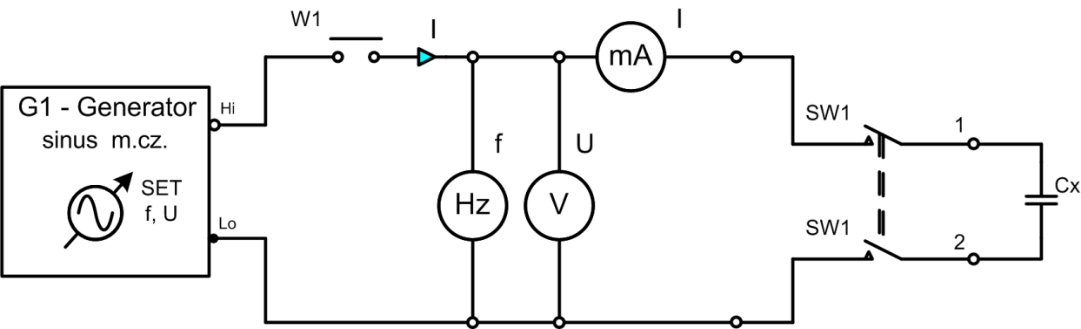 W1
I
I
G1 - Generator
sinus m.cz.
SET
f, U
Hi
Lo
mA
f
U
Hz
V
SW1
1
Cx
SW1
2